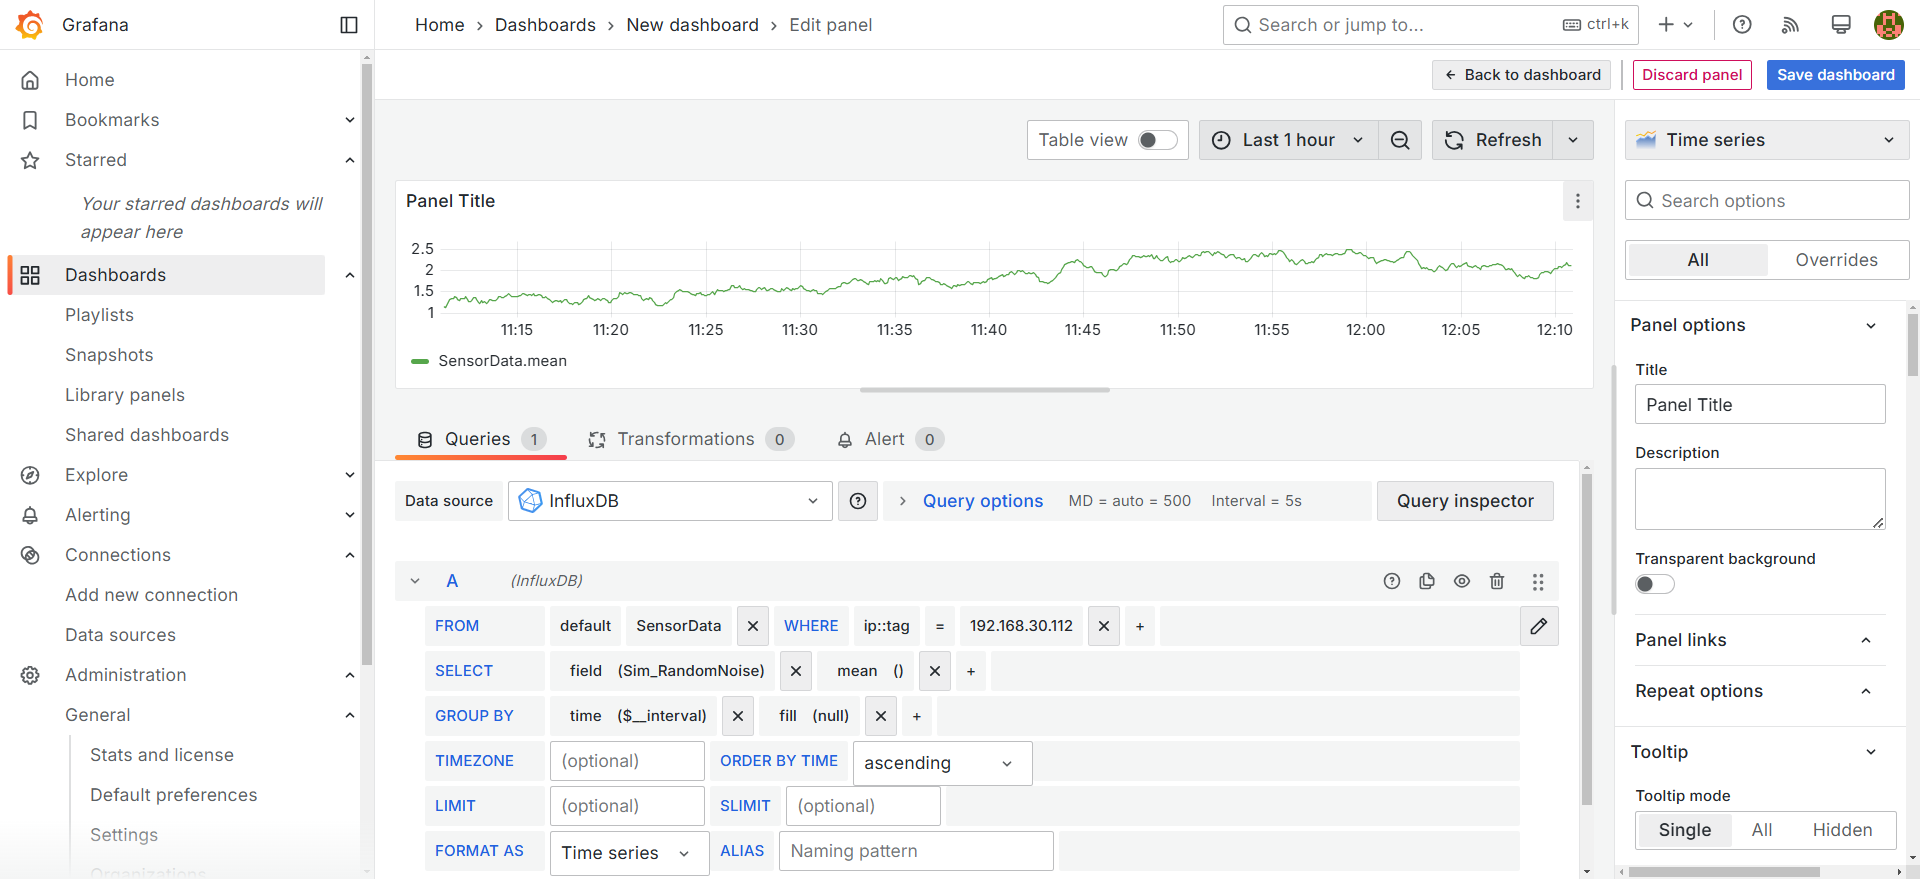 Grafana
Home › Dashboards › New dashboard › Edit panel
Search or jump to... ctrl+k
Back to dashboard
Discard panel
Save dashboard
Home
Bookmarks
Starred
Your starred dashboards will
appear here
Dashboards
Playlists
Snapshots
Library panels
Shared dashboards
Explore
Alerting
Connections
Add new connection
Data sources
Administration
General
Stats and license
Default preferences
Settings
Organizations
Table view
Last 1 hour
Refresh
Panel Title
2.5
2
1.5
1
11:15 11:20 11:25 11:30 11:35 11:40 11:45 11:50 11:55 12:00 12:05 12:10
SensorData.mean
Queries 1
Transformations 0
Alert 0
Data source InfluxDB
Query options MD = auto = 500 Interval = 5s
Query inspector
A (InfluxDB)
FROM default SensorData WHERE ip::tag = 192.168.30.112 +
SELECT field (Sim_RandomNoise) mean () +
GROUP BY time ($__interval) fill (null) +
TIMEZONE (optional) ORDER BY TIME ascending
LIMIT (optional) SLIMIT (optional)
FORMAT AS Time series ALIAS Naming pattern
Time series
Search options
All Overrides
Panel options
Title
Panel Title
Description
Transparent background
Panel links
Repeat options
Tooltip
Tooltip mode
Single All Hidden